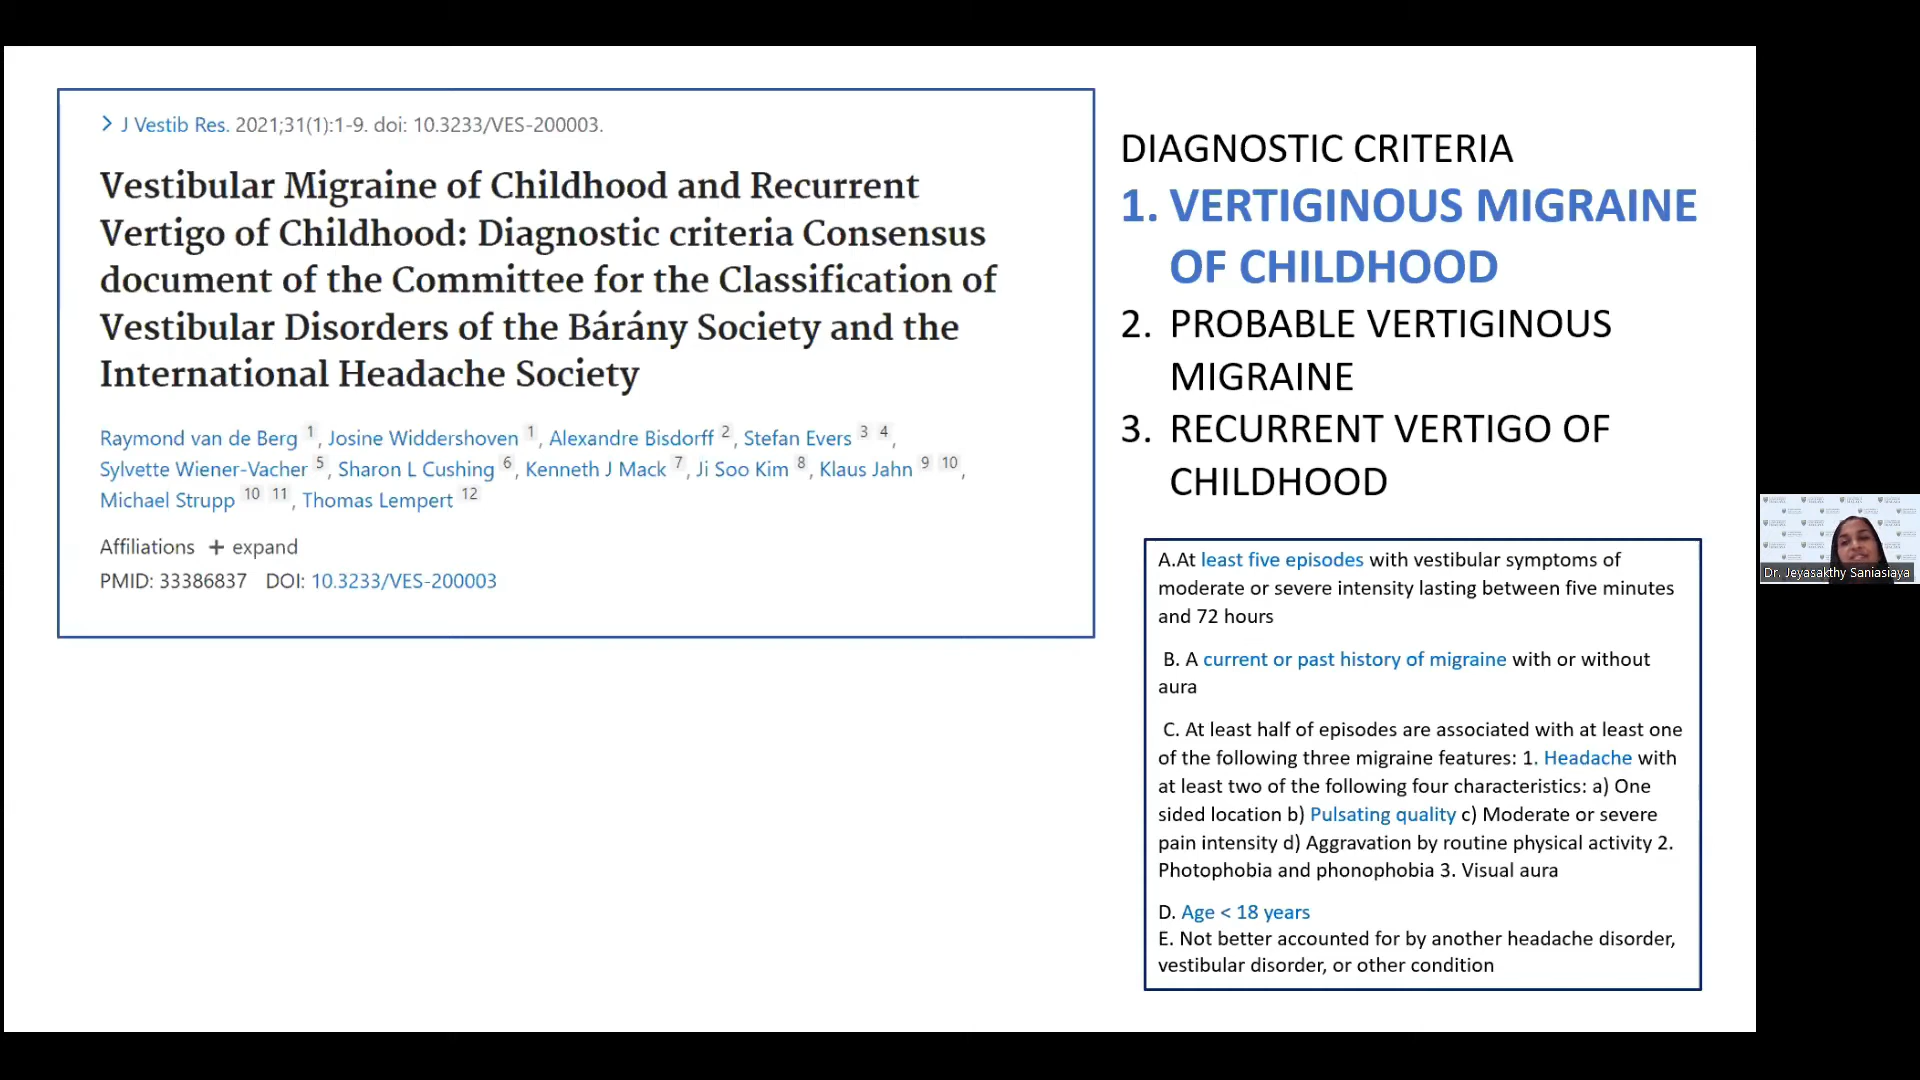 > J Vestib Res. 2021;31(1):1-9. doi: 10.3233/VES-200003.
Vestibular Migraine of Childhood and Recurrent
Vertigo of Childhood: Diagnostic criteria Consensus
document of the Committee for the Classification of
Vestibular Disorders of the Bárány Society and the
International Headache Society
Raymond van de Berg 1, Josine Widdershoven 1, Alexandre Bisdorff 2, Stefan Evers 3 4,
Sylvette Wiener-Vacher 5, Sharon L Cushing 6, Kenneth J Mack 7, Ji Soo Kim 8, Klaus Jahn 9 10,
Michael Strupp 10 11, Thomas Lempert 12
Affiliations + expand
PMID: 33386837 DOI: 10.3233/VES-200003
DIAGNOSTIC CRITERIA
1. VERTIGINOUS MIGRAINE
OF CHILDHOOD
2. PROBABLE VERTIGINOUS
MIGRAINE
3. RECURRENT VERTIGO OF
CHILDHOOD
A.At least five episodes with vestibular symptoms of
moderate or severe intensity lasting between five minutes
and 72 hours
B. A current or past history of migraine with or without
aura
C. At least half of episodes are associated with at least one
of the following three migraine features: 1. Headache with
at least two of the following four characteristics: a) One
sided location b) Pulsating quality c) Moderate or severe
pain intensity d) Aggravation by routine physical activity 2.
Photophobia and phonophobia 3. Visual aura
D. Age < 18 years
E. Not better accounted for by another headache disorder,
vestibular disorder, or other condition
Dr. Jeyasakthy Saniasiaya